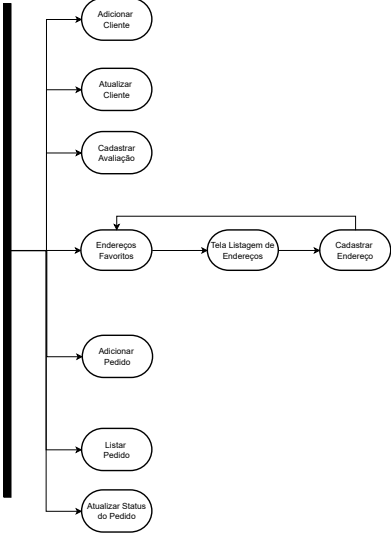 Adicionar
Cliente
Atualizar
Cliente
Cadastrar
Avaliação
Endereços
Favoritos
Tela Listagem de
Endereços
Cadastrar
Endereço
Adicionar
Pedido
Listar
Pedido
Atualizar Status
do Pedido